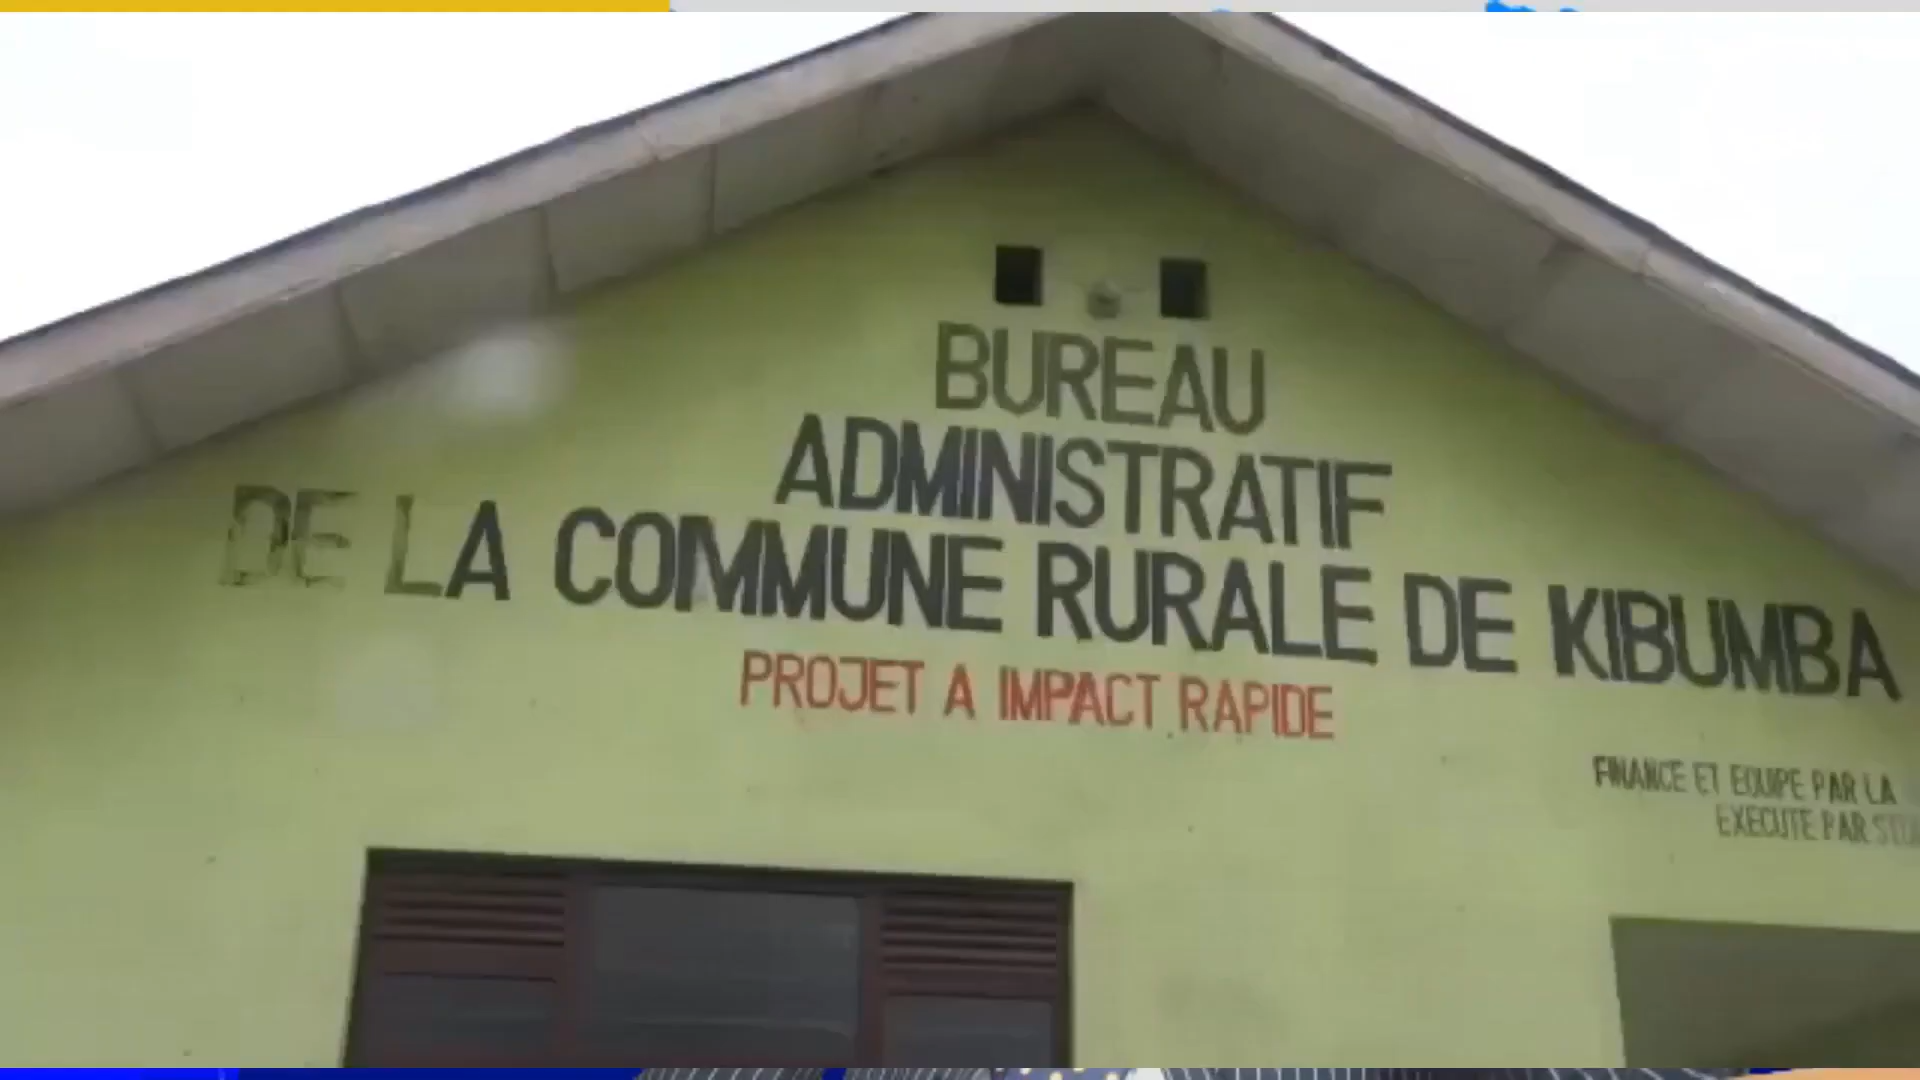 BUREAU
ADMINISTRATIF
DE LA COMMUNE RURALE DE KIBUMBA
PROJET A IMPACT RAPIDE
FINANCE ET EQUIPE PAR LA
EXECUTE PAR